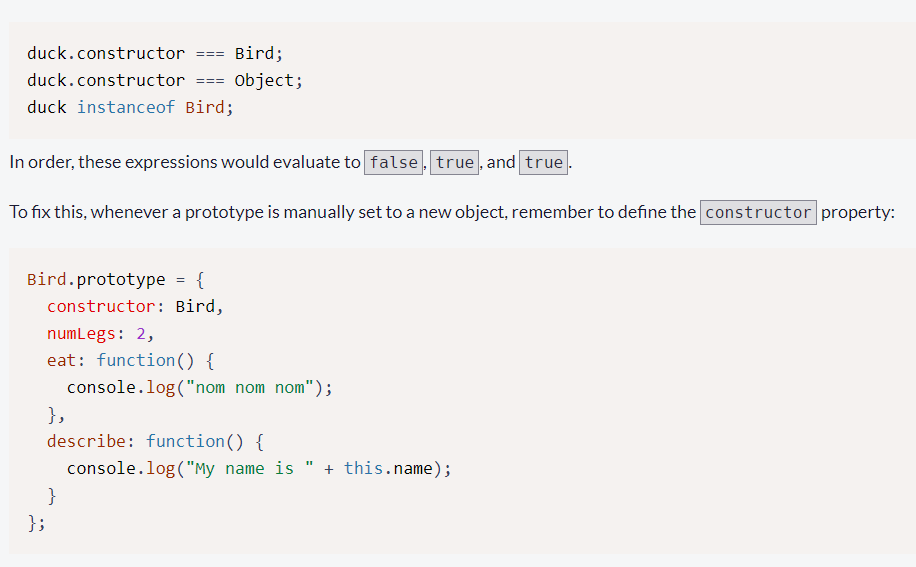 duck.constructor === Bird;
duck.constructor === Object;
duck instanceof Bird;
In order, these expressions would evaluate to false, true, and true.
To fix this, whenever a prototype is manually set to a new object, remember to define the constructor property:
Bird.prototype = {
  constructor: Bird,
  numLegs: 2,
  eat: function() {
    console.log("nom nom nom");
  },
  describe: function() {
    console.log("My name is " + this.name);
  }
};